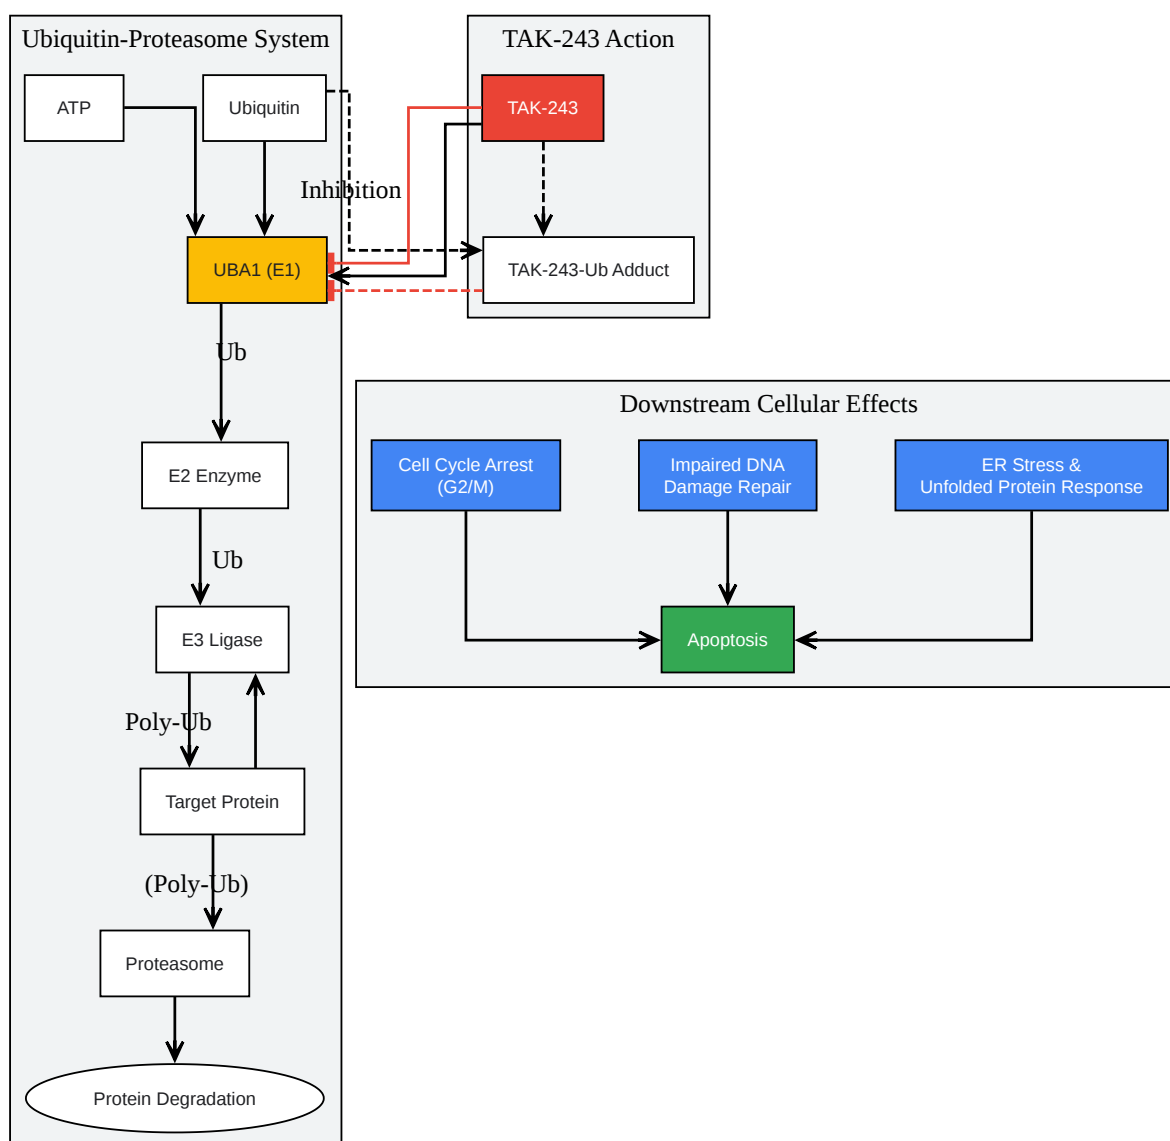 Ubiquitin-Proteasome System
TAK-243 Action
ATP
Ubiquitin
TAK-243
Inhibition
UBA1 (E1)
TAK-243-Ub Adduct
Ub
Downstream Cellular Effects
E2 Enzyme
Cell Cycle Arrest
(G2/M)
Impaired DNA
Damage Repair
ER Stress &
Unfolded Protein Response
Ub
E3 Ligase
Apoptosis
Poly-Ub
Target Protein
(Poly-Ub)
Proteasome
Protein Degradation